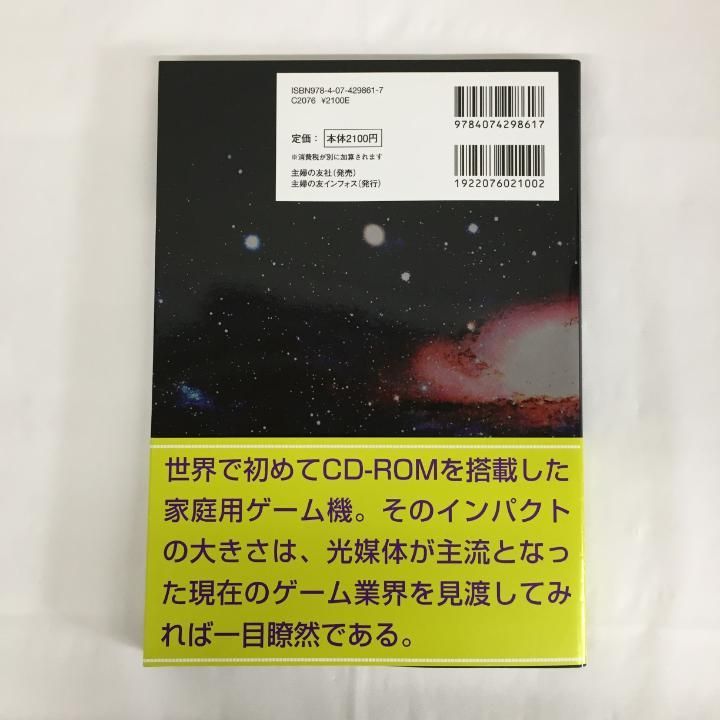 ISBN978-4-07-429861-7
C2076 ¥2100E
定価：本体2100円
※消費税が別に加算されます
主婦の友社（発売）
主婦の友インフォス（発行）
9784074298617
1922076021002
世界で初めてCD-ROMを搭載した
家庭用ゲーム機。そのインパクト
の大きさは、光媒体が主流となっ
た現在のゲーム業界を見渡してみ
れば一目瞭然である。